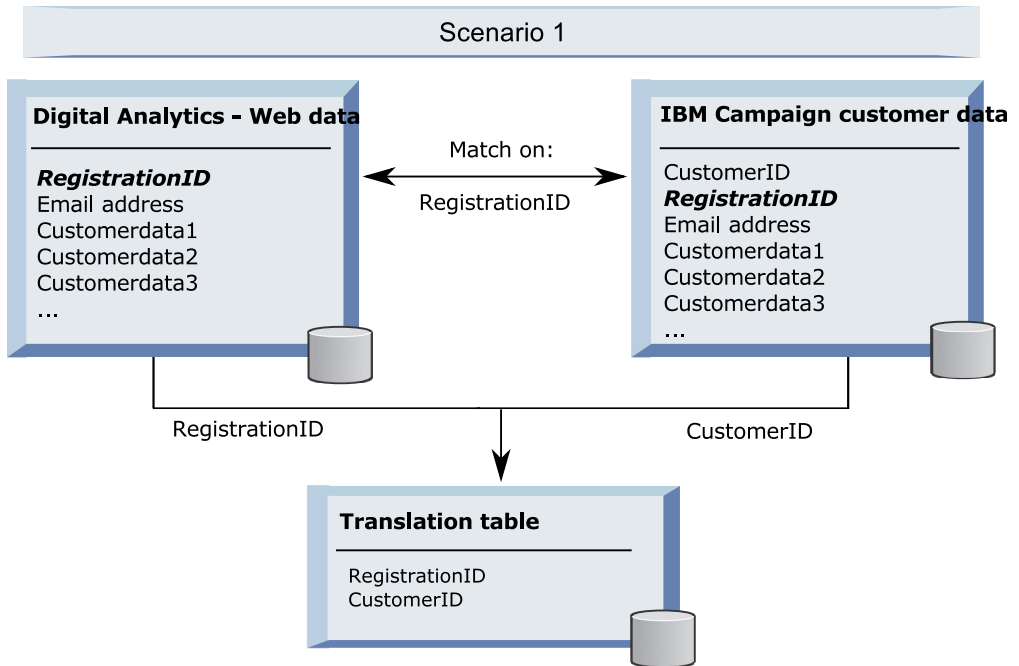 Scenario 1
Digital Analytics - Web data
RegistrationID
Email address
Customerdata1
Customerdata2
Customerdata3
...
Match on:
RegistrationID
IBM Campaign customer data
CustomerID
RegistrationID
Email address
Customerdata1
Customerdata2
Customerdata3
...
RegistrationID
CustomerID
Translation table
RegistrationID
CustomerID